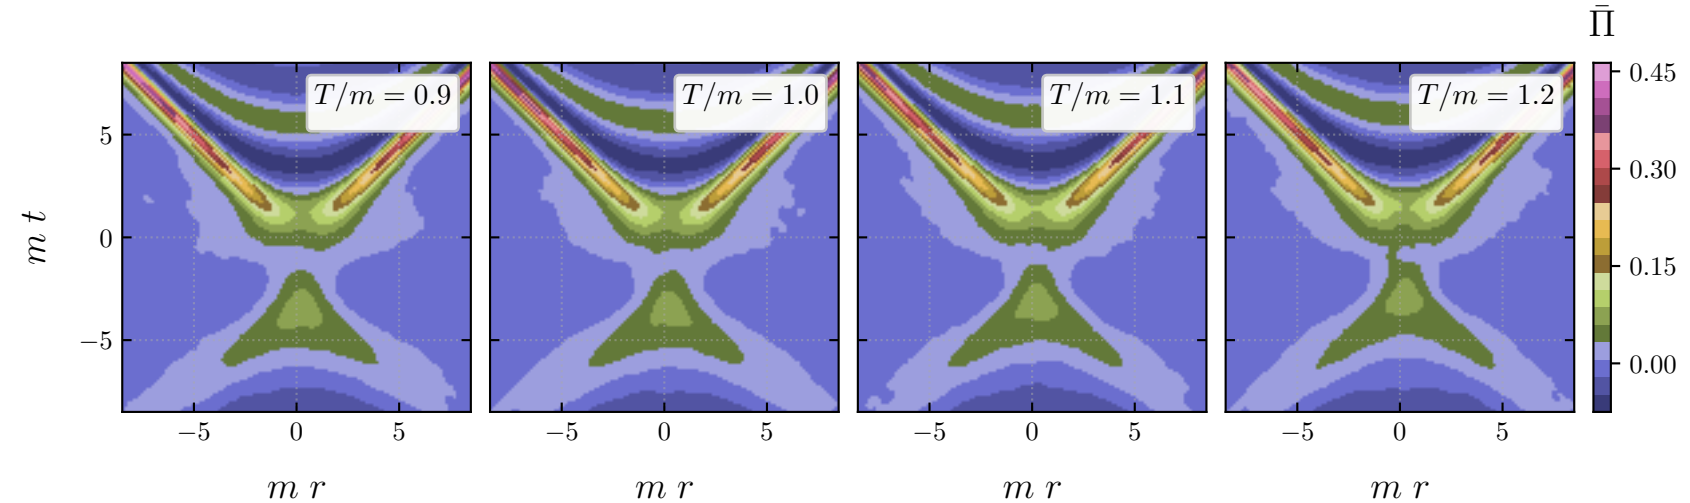 Π̄
T/m = 0.9
T/m = 1.0
T/m = 1.1
T/m = 1.2
m t
5
0
−5
−5 0 5
−5 0 5
−5 0 5
−5 0 5
m r
m r
m r
m r
0.45
0.30
0.15
0.00